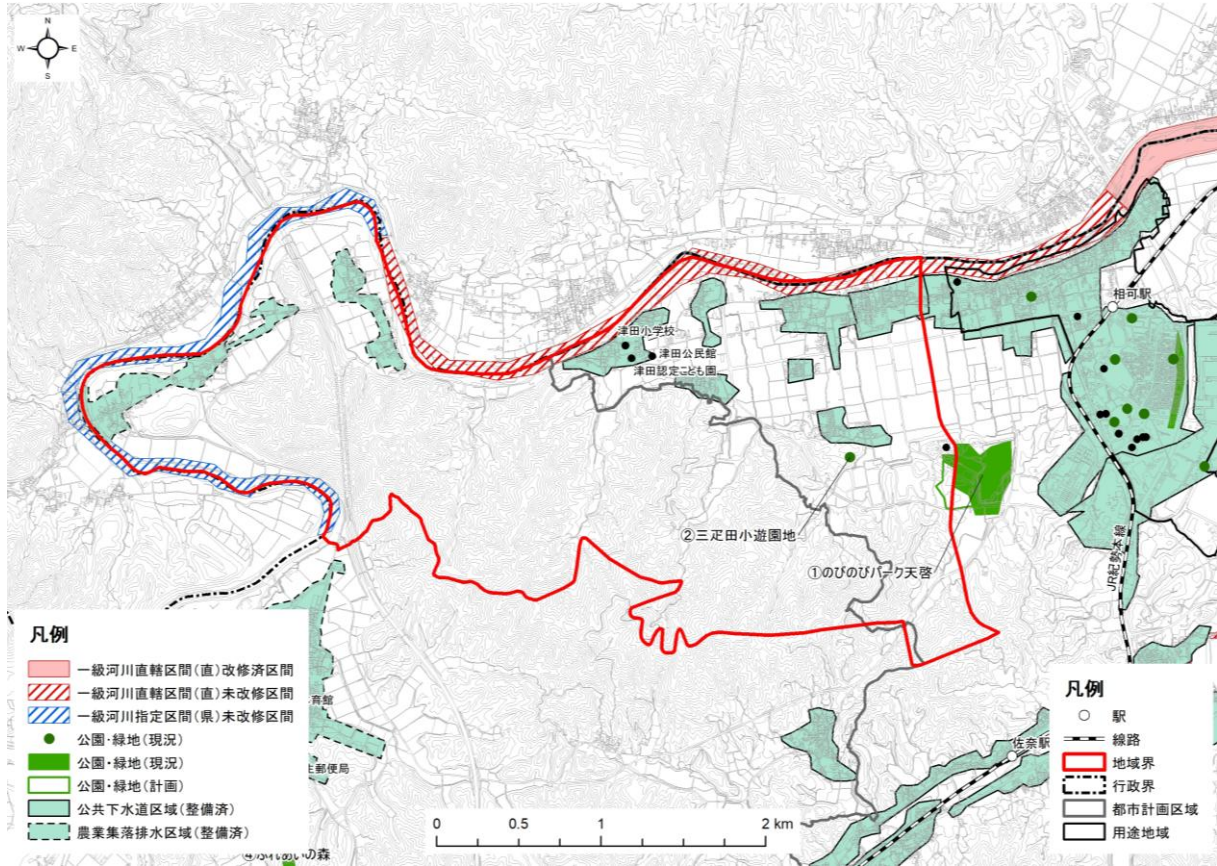 N
W E
S
相可駅
津田小学校
津田公民館
津田認定こども園
②三疋田小遊園地
①のびのびパーク天啓
JR紀勢本線
佐奈駅
凡例
一級河川直轄区間(直)改修済区間
一級河川直轄区間(直)未改修区間
一級河川指定区間(県)未改修区間
公園・緑地(現況)
公園・緑地(現況)
公園・緑地(計画)
公共下水道区域(整備済)
農業集落排水区域(整備済)
育館
郵便局
④ふれあいの森
0 0.5 1 2 km
凡例
駅
線路
地域界
行政界
都市計画区域
用途地域